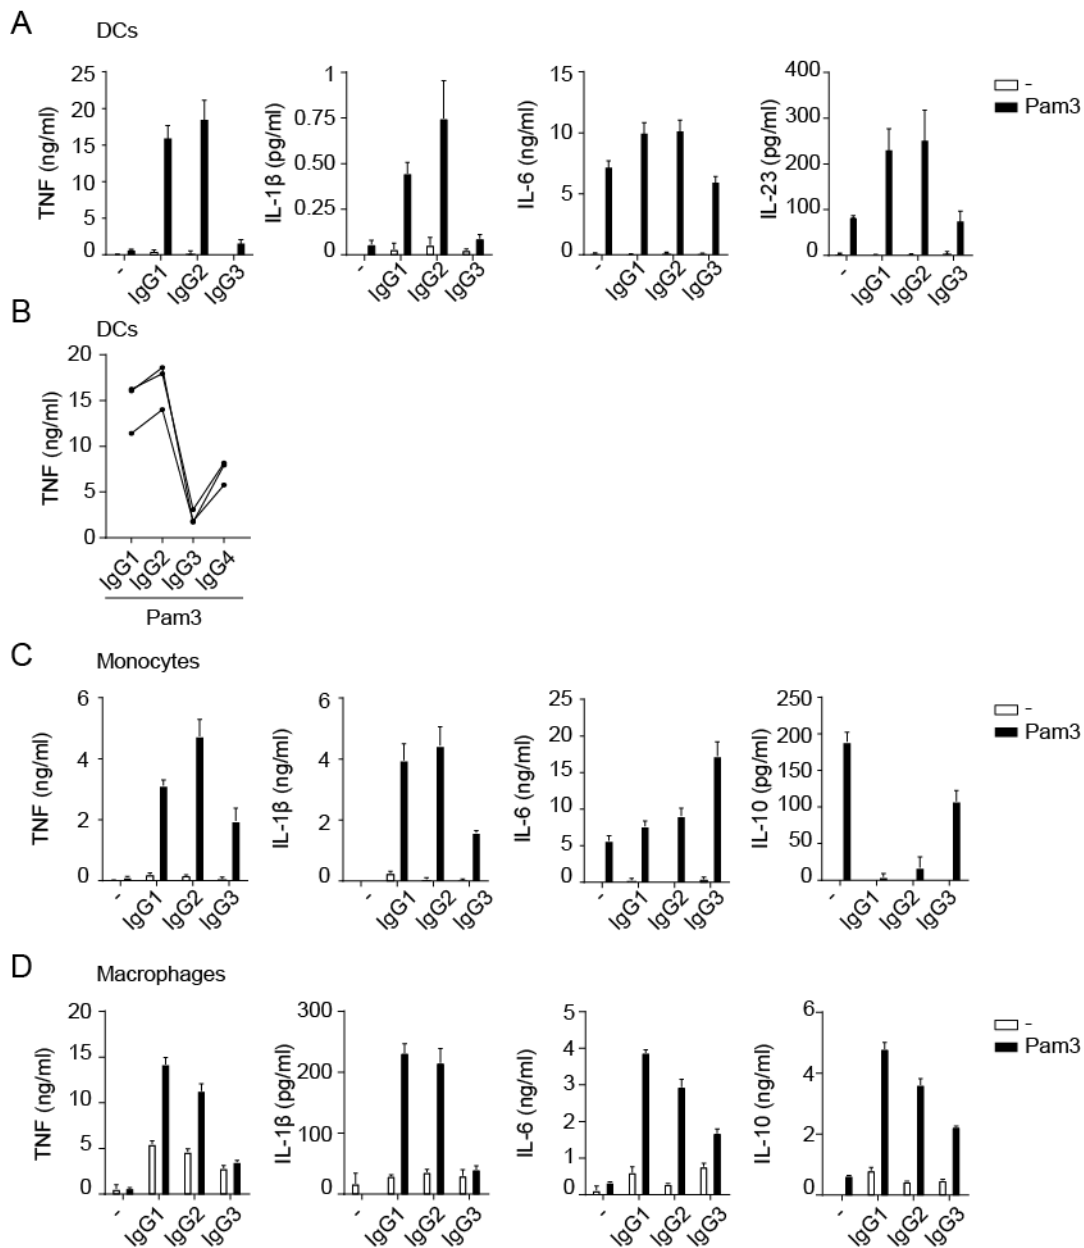 A
DCs
TNF (ng/ml)
25
20
15
10
5
0
-
IgG1
IgG2
IgG3
IL-1β (pg/ml)
1
0.75
0.50
0.25
0
-
IgG1
IgG2
IgG3
IL-6 (ng/ml)
15
10
5
0
-
IgG1
IgG2
IgG3
IL-23 (pg/ml)
400
300
200
100
0
-
IgG1
IgG2
IgG3
-
Pam3
B
DCs
TNF (ng/ml)
20
15
10
5
0
IgG1
IgG2
IgG3
IgG4
Pam3
C
Monocytes
TNF (ng/ml)
6
4
2
0
-
IgG1
IgG2
IgG3
IL-1β (ng/ml)
6
4
2
0
-
IgG1
IgG2
IgG3
IL-6 (ng/ml)
25
20
15
10
5
0
-
IgG1
IgG2
IgG3
IL-10 (pg/ml)
250
200
150
100
50
0
-
IgG1
IgG2
IgG3
-
Pam3
D
Macrophages
TNF (ng/ml)
20
15
10
5
0
-
IgG1
IgG2
IgG3
IL-1β (pg/ml)
300
200
100
0
-
IgG1
IgG2
IgG3
IL-6 (ng/ml)
5
4
3
2
1
0
-
IgG1
IgG2
IgG3
IL-10 (ng/ml)
6
4
2
0
-
IgG1
IgG2
IgG3
-
Pam3